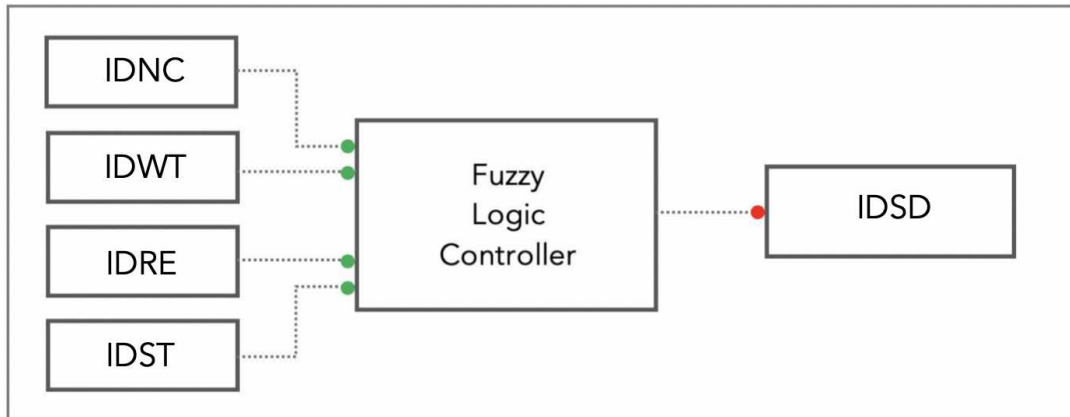 IDNC
IDWT
IDRE
IDST
Fuzzy
Logic
Controller
IDSD